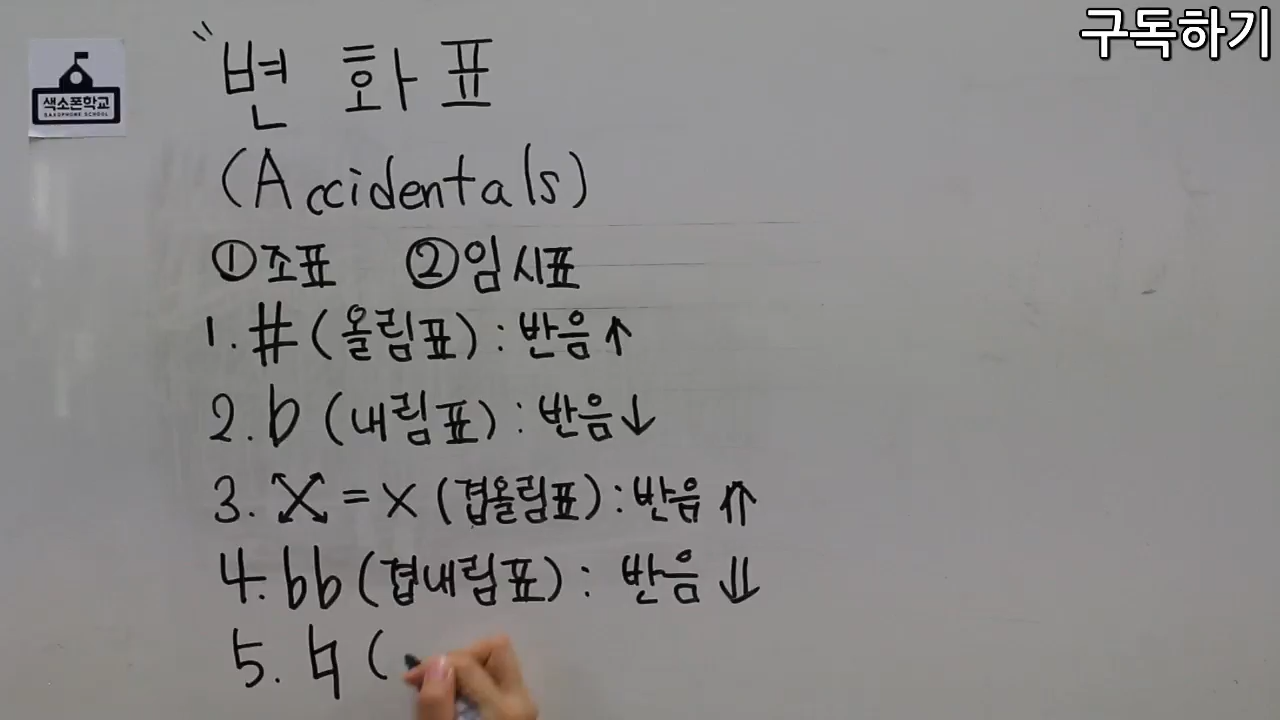 구독하기
색소폰학교
SAXOPHONE SCHOOL
"변화표
(Accidentals)
①조표 ②임시표
1. # (올림표) : 반음↑
2. b (내림표) : 반음↓
3. 𝄪 = x (겹올림표) : 반음⇈
4. bb (겹내림표) : 반음⇊
5. ♮ (